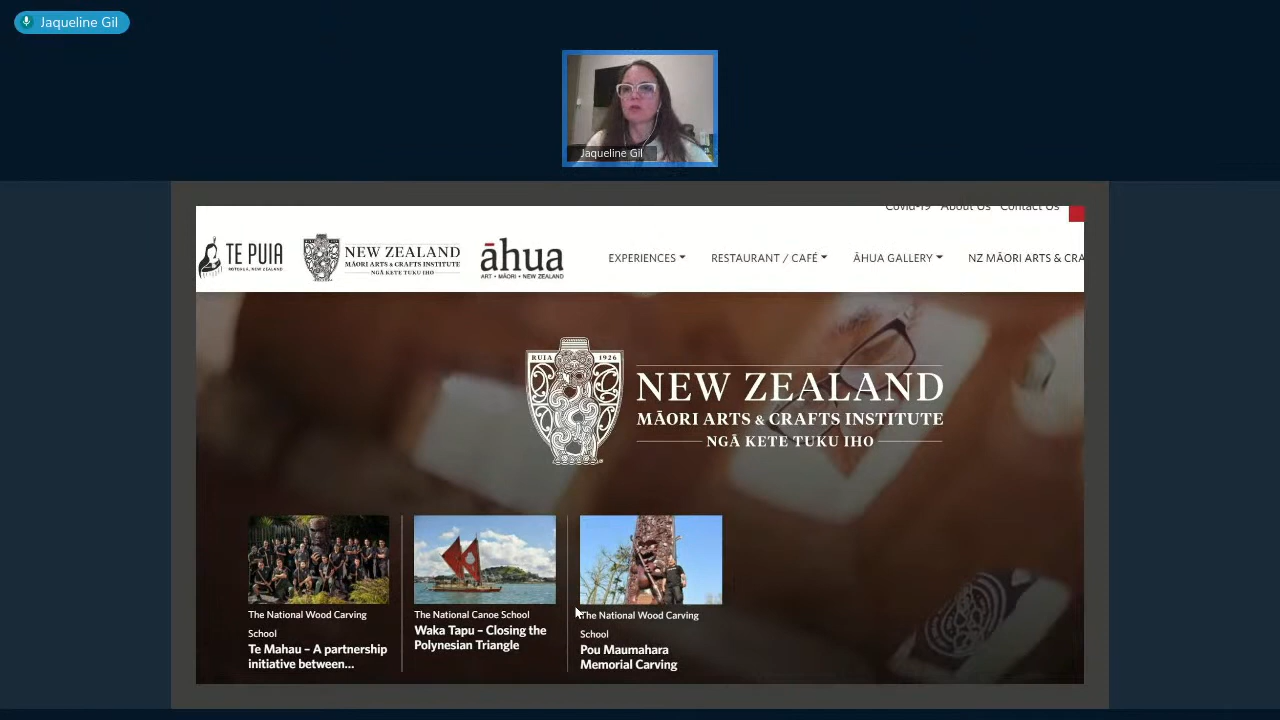 Jaqueline Gil
Jaqueline Gil
Covid-19 About Us Contact Us
TE PUIA
ROTORUA, NEW ZEALAND
NEW ZEALAND
MĀORI ARTS & CRAFTS INSTITUTE
NGĀ KETE TUKU IHO
āhua
ART • MĀORI • NEW ZEALAND
EXPERIENCES
RESTAURANT / CAFÉ
ĀHUA GALLERY
NZ MĀORI ARTS & CRA
RUIA 1926
NEW ZEALAND
MĀORI ARTS & CRAFTS INSTITUTE
NGĀ KETE TUKU IHO
The National Wood Carving
School
Te Mahau – A partnership
initiative between...
The National Canoe School
Waka Tapu – Closing the
Polynesian Triangle
The National Wood Carving
School
Pou Maumahara
Memorial Carving